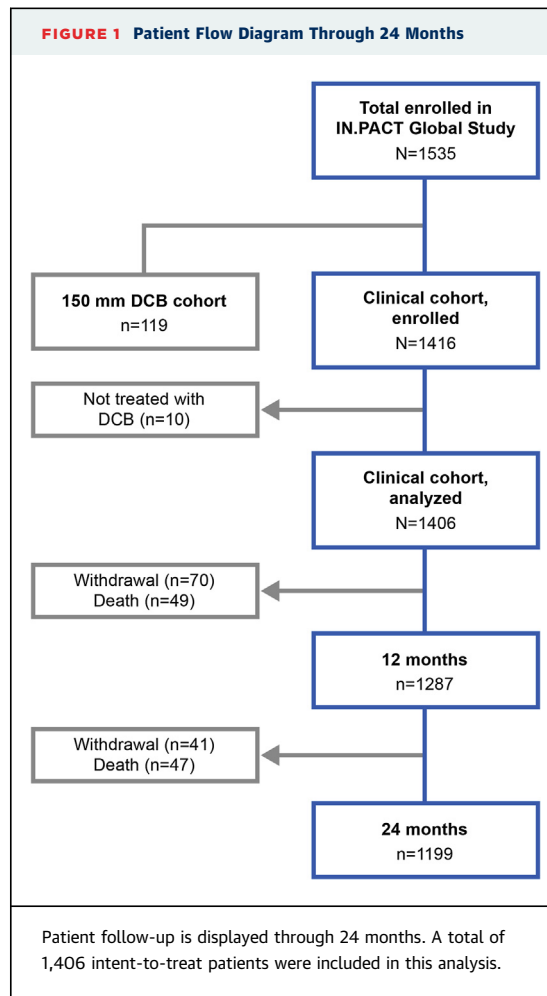 FIGURE 1 Patient Flow Diagram Through 24 Months
Total enrolled in
IN.PACT Global Study
N=1535
150 mm DCB cohort
n=119
Clinical cohort,
enrolled
N=1416
Not treated with
DCB (n=10)
Clinical cohort,
analyzed
N=1406
Withdrawal (n=70)
Death (n=49)
12 months
n=1287
Withdrawal (n=41)
Death (n=47)
24 months
n=1199
Patient follow-up is displayed through 24 months. A total of
1,406 intent-to-treat patients were included in this analysis.